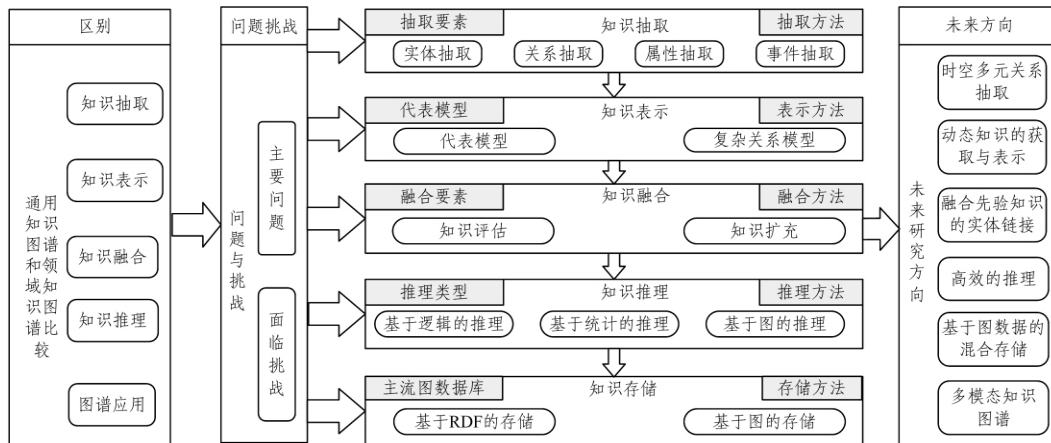 区别
知识抽取
知识表示
知识融合
知识推理
图谱应用
通用
知识
图谱
和领
域知
识图
谱比
较
问题挑战
问题与挑战
主要问题
面临挑战
抽取要素
知识抽取
抽取方法
实体抽取
关系抽取
属性抽取
事件抽取
代表模型
知识表示
表示方法
代表模型
复杂关系模型
融合要素
知识融合
融合方法
知识评估
知识扩充
推理类型
知识推理
推理方法
基于逻辑的推理
基于统计的推理
基于图的推理
主流图数据库
知识存储
存储方法
基于RDF的存储
基于图的存储
未来方向
未来研究方向
时空多元关系
抽取
动态知识的获
取与表示
融合先验知识
的实体链接
高效的推理
基于图数据的
混合存储
多模态知识
图谱